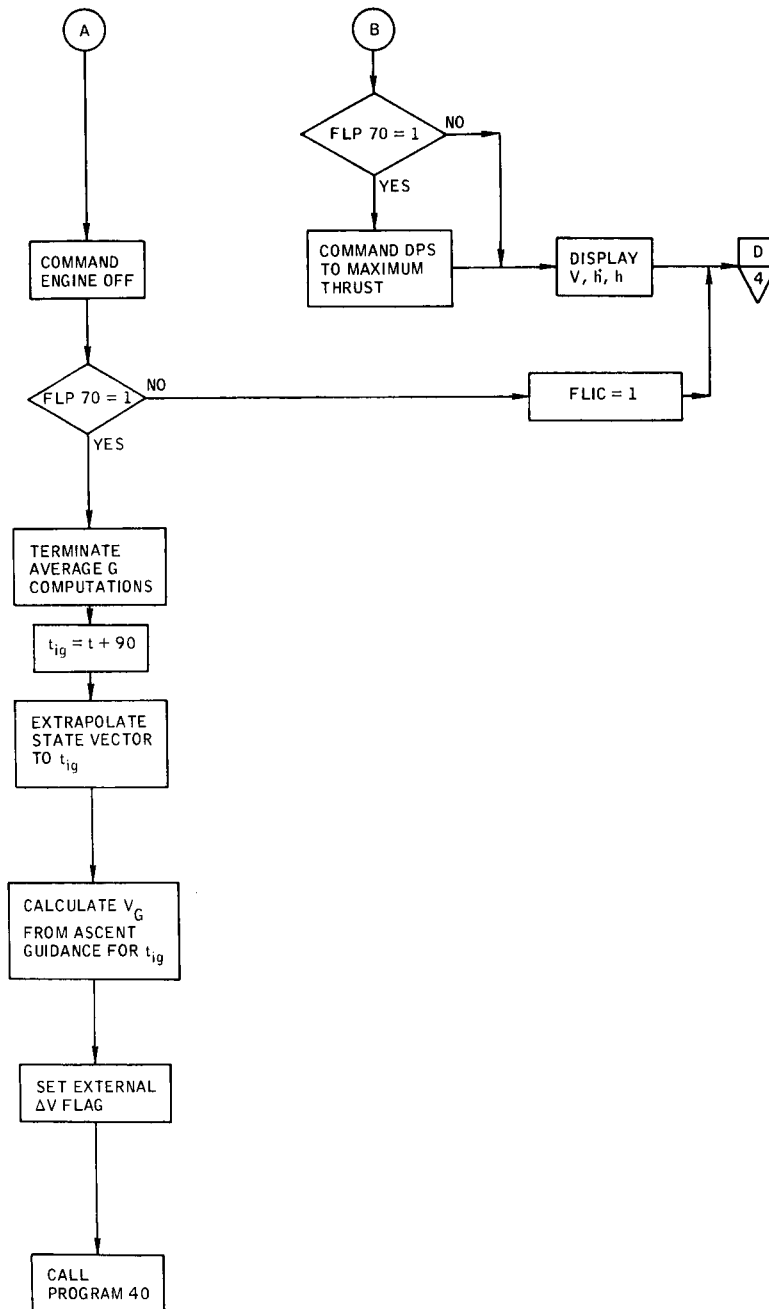 A
B
FLP 70 = 1
NO
YES
COMMAND DPS
TO MAXIMUM
THRUST
DISPLAY
V, ḣ, h
D
4
COMMAND
ENGINE OFF
FLP 70 = 1
NO
YES
FLIC = 1
TERMINATE
AVERAGE G
COMPUTATIONS
t_ig = t + 90
EXTRAPOLATE
STATE VECTOR
TO t_ig
CALCULATE V_G
FROM ASCENT
GUIDANCE FOR t_ig
SET EXTERNAL
ΔV FLAG
CALL
PROGRAM 40